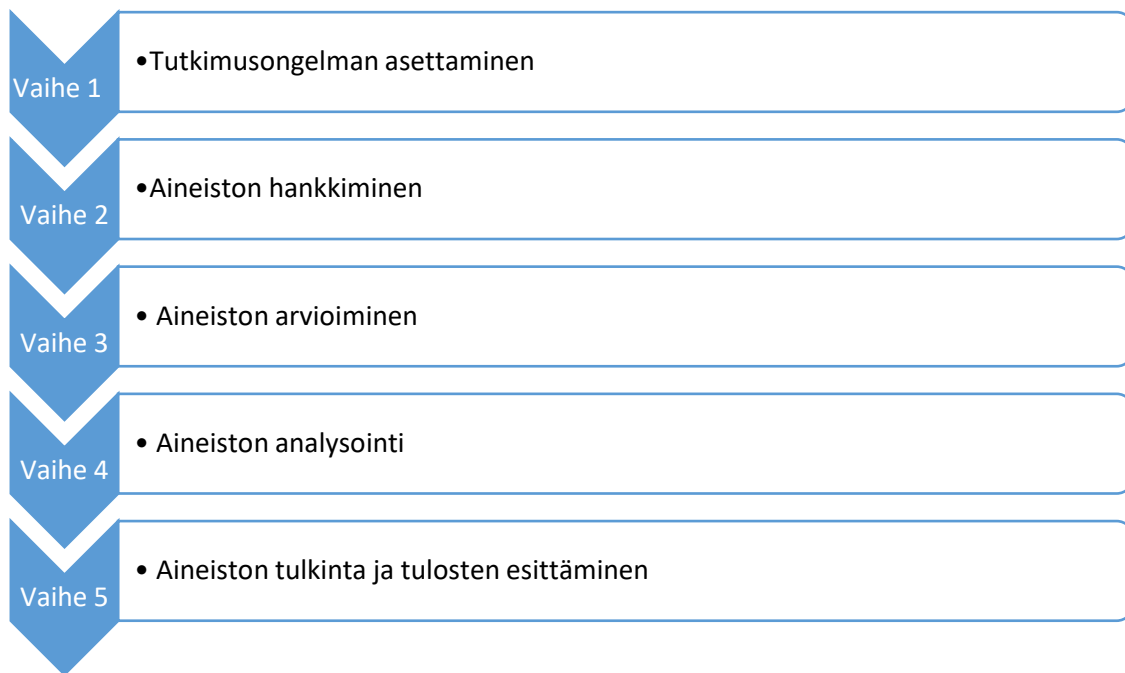 Vaihe 1
•Tutkimusongelman asettaminen
Vaihe 2
•Aineiston hankkiminen
Vaihe 3
• Aineiston arvioiminen
Vaihe 4
• Aineiston analysointi
Vaihe 5
• Aineiston tulkinta ja tulosten esittäminen